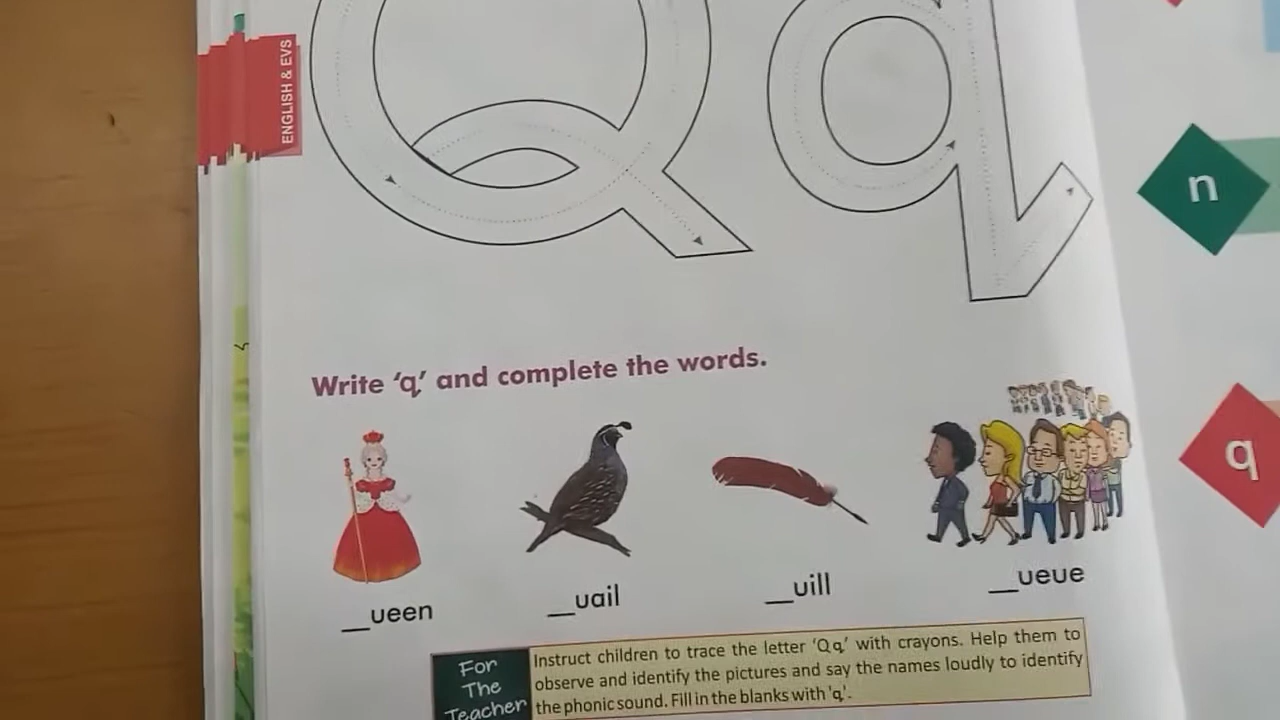 ENGLISH & EVS
Q q
n
Write 'q' and complete the words.
q
__ueen
__uail
__uill
__ueue
For
The
Teacher
Instruct children to trace the letter 'Qq' with crayons. Help them to
observe and identify the pictures and say the names loudly to identify
the phonic sound. Fill in the blanks with 'q'.